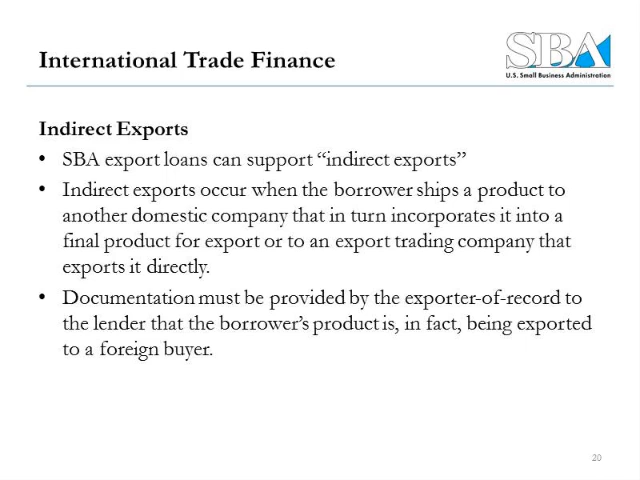 International Trade Finance
SBA
U.S. Small Business Administration
Indirect Exports
• SBA export loans can support “indirect exports”
• Indirect exports occur when the borrower ships a product to
another domestic company that in turn incorporates it into a
final product for export or to an export trading company that
exports it directly.
• Documentation must be provided by the exporter-of-record to
the lender that the borrower’s product is, in fact, being exported
to a foreign buyer.
20